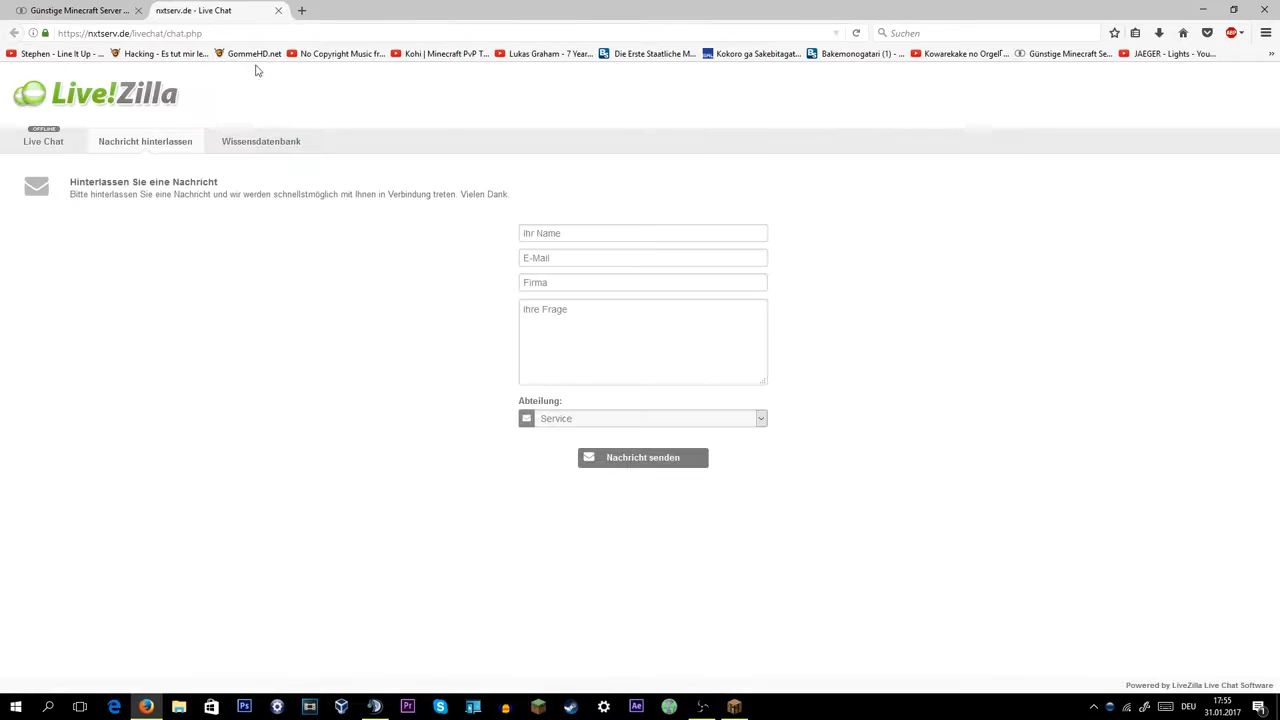 Günstige Minecraft Server ...
nxtserv.de - Live Chat
https://nxtserv.de/livechat/chat.php
Suchen
ABP
Stephen - Line It Up - ...
Hacking - Es tut mir le...
GommeHD.net
No Copyright Music fr...
Kohi | Minecraft PvP T...
Lukas Graham - 7 Year...
Die Erste Staatliche M...
Kokoro ga Sakebitagat...
Bakemonogatari (1) - ...
Kowarekake no Orgel「...
Günstige Minecraft Se...
JAEGER - Lights - You...
Live!Zilla
OFFLINE
Live Chat
Nachricht hinterlassen
Wissensdatenbank
Hinterlassen Sie eine Nachricht
Bitte hinterlassen Sie eine Nachricht und wir werden schnellstmöglich mit Ihnen in Verbindung treten. Vielen Dank.
Ihr Name
E-Mail
Firma
Ihre Frage
Abteilung:
Service
Nachricht senden
Powered by LiveZilla Live Chat Software
Ps
Pr
Ae
DEU
17:55
31.01.2017